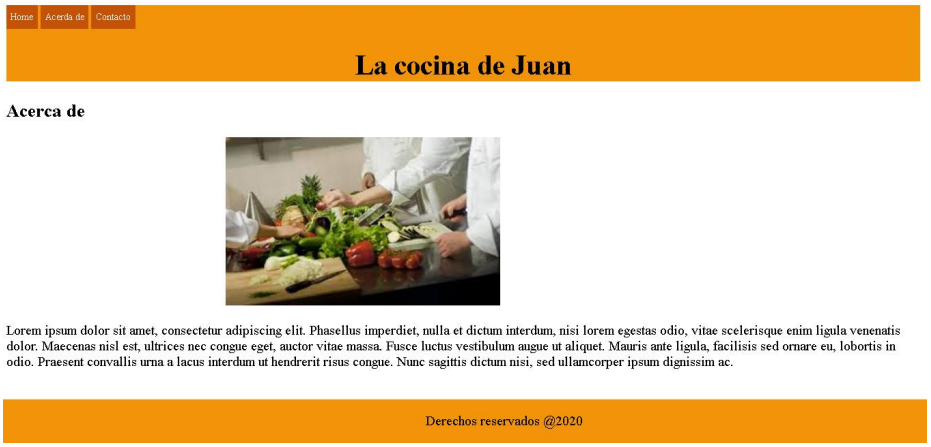 Home Acerda de Contacto
La cocina de Juan
Acerca de
Lorem ipsum dolor sit amet, consectetur adipiscing elit. Phasellus imperdiet, nulla et dictum interdum, nisi lorem egestas odio, vitae scelerisque enim ligula venenatis
dolor. Maecenas nisl est, ultrices nec congue eget, auctor vitae massa. Fusce luctus vestibulum augue ut aliquet. Mauris ante ligula, facilisis sed ornare eu, lobortis in
odio. Praesent convallis urna a lacus interdum ut hendrerit risus congue. Nunc sagittis dictum nisi, sed ullamcorper ipsum dignissim ac.
Derechos reservados @2020